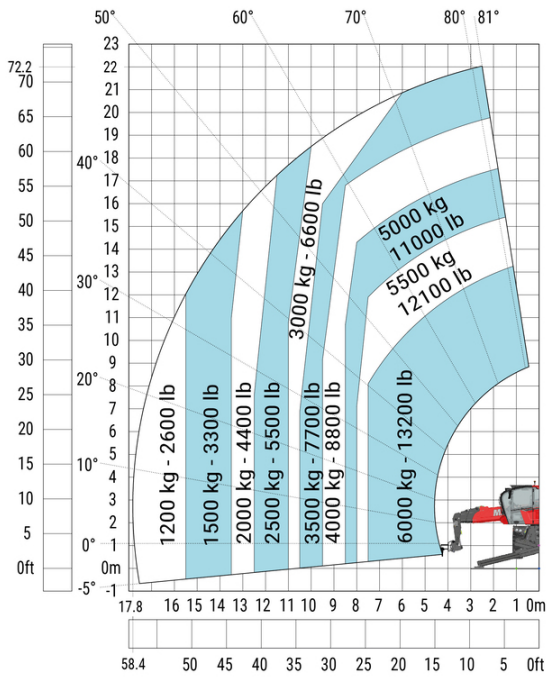 50° 60° 70° 80° 81°
23
72.2 22
70 21
20
65 19
40° 18
60
17
55 16
15
50 14
45 13
30° 12
40
11
35 10
30 9
20° 8
25 7
20 6
5
15 4
10° 3
10
2
5 0° 1
0ft 0m
-5° -1
1200 kg - 2600 lb
1500 kg - 3300 lb
2000 kg - 4400 lb
2500 kg - 5500 lb
3000 kg - 6600 lb
3500 kg - 7700 lb
4000 kg - 8800 lb
5000 kg
11000 lb
5500 kg
12100 lb
6000 kg - 13200 lb
17.8 16 15 14 13 12 11 10 9 8 7 6 5 4 3 2 1 0m
58.4 50 45 40 35 30 25 20 15 10 5 0ft